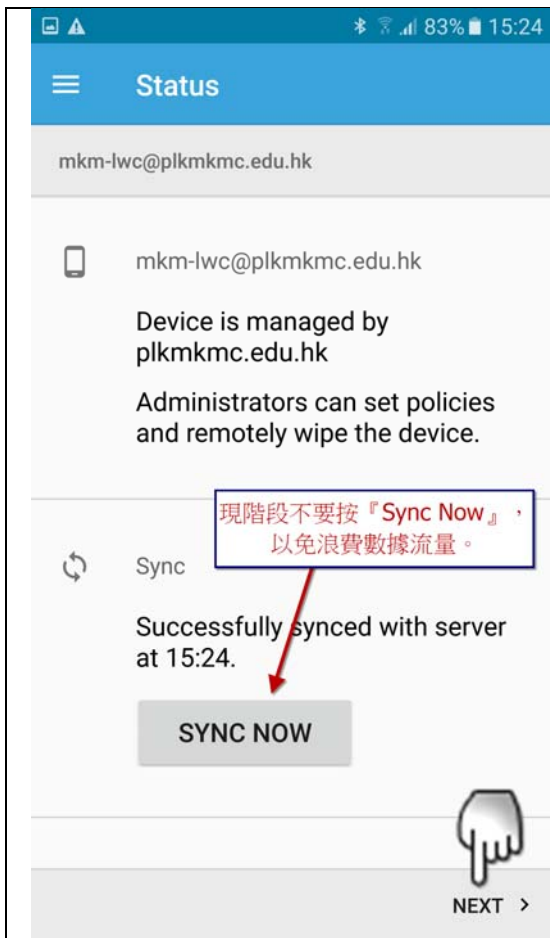 83% 15:24
Status
mkm-lwc@plkmkmc.edu.hk
mkm-lwc@plkmkmc.edu.hk
Device is managed by
plkmkmc.edu.hk
Administrators can set policies
and remotely wipe the device.
現階段不要按『Sync Now』，
以免浪費數據流量。
Sync
Successfully synced with server
at 15:24.
SYNC NOW
NEXT >